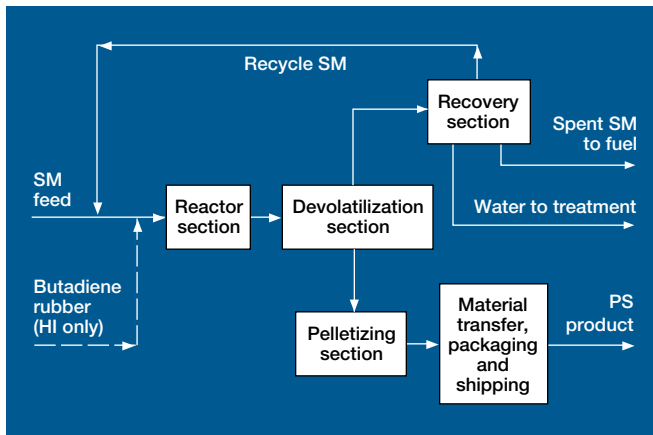 Recycle SM
Recovery
section
Spent SM
to fuel
SM
feed
Reactor
section
Devolatilization
section
Water to treatment
Butadiene
rubber
(HI only)
Pelletizing
section
Material
transfer,
packaging
and
shipping
PS
product